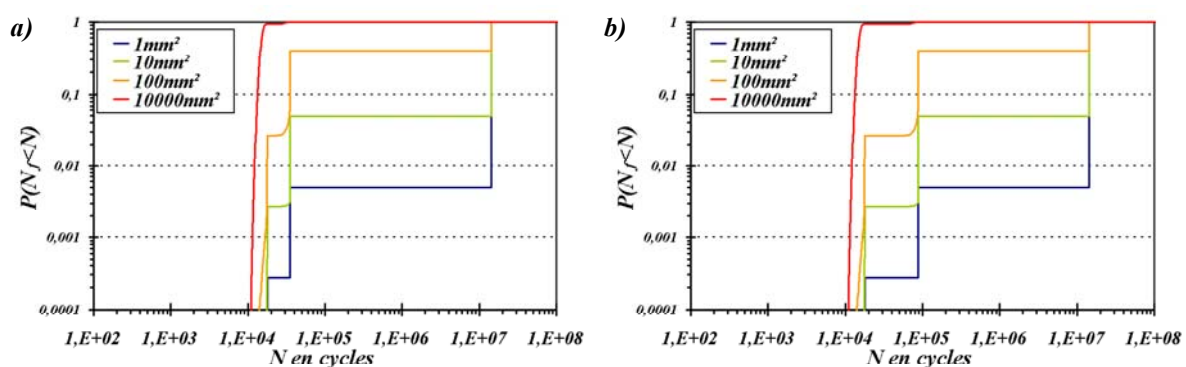 a)
1
0,1
0,01
0,001
0,0001
P(Nf<N)
1mm²
10mm²
100mm²
10000mm²
1,E+02 1,E+03 1,E+04 1,E+05 1,E+06 1,E+07 1,E+08
N en cycles
b)
1
0,1
0,01
0,001
0,0001
P(Nf<N)
1mm²
10mm²
100mm²
10000mm²
1,E+02 1,E+03 1,E+04 1,E+05 1,E+06 1,E+07 1,E+08
N en cycles